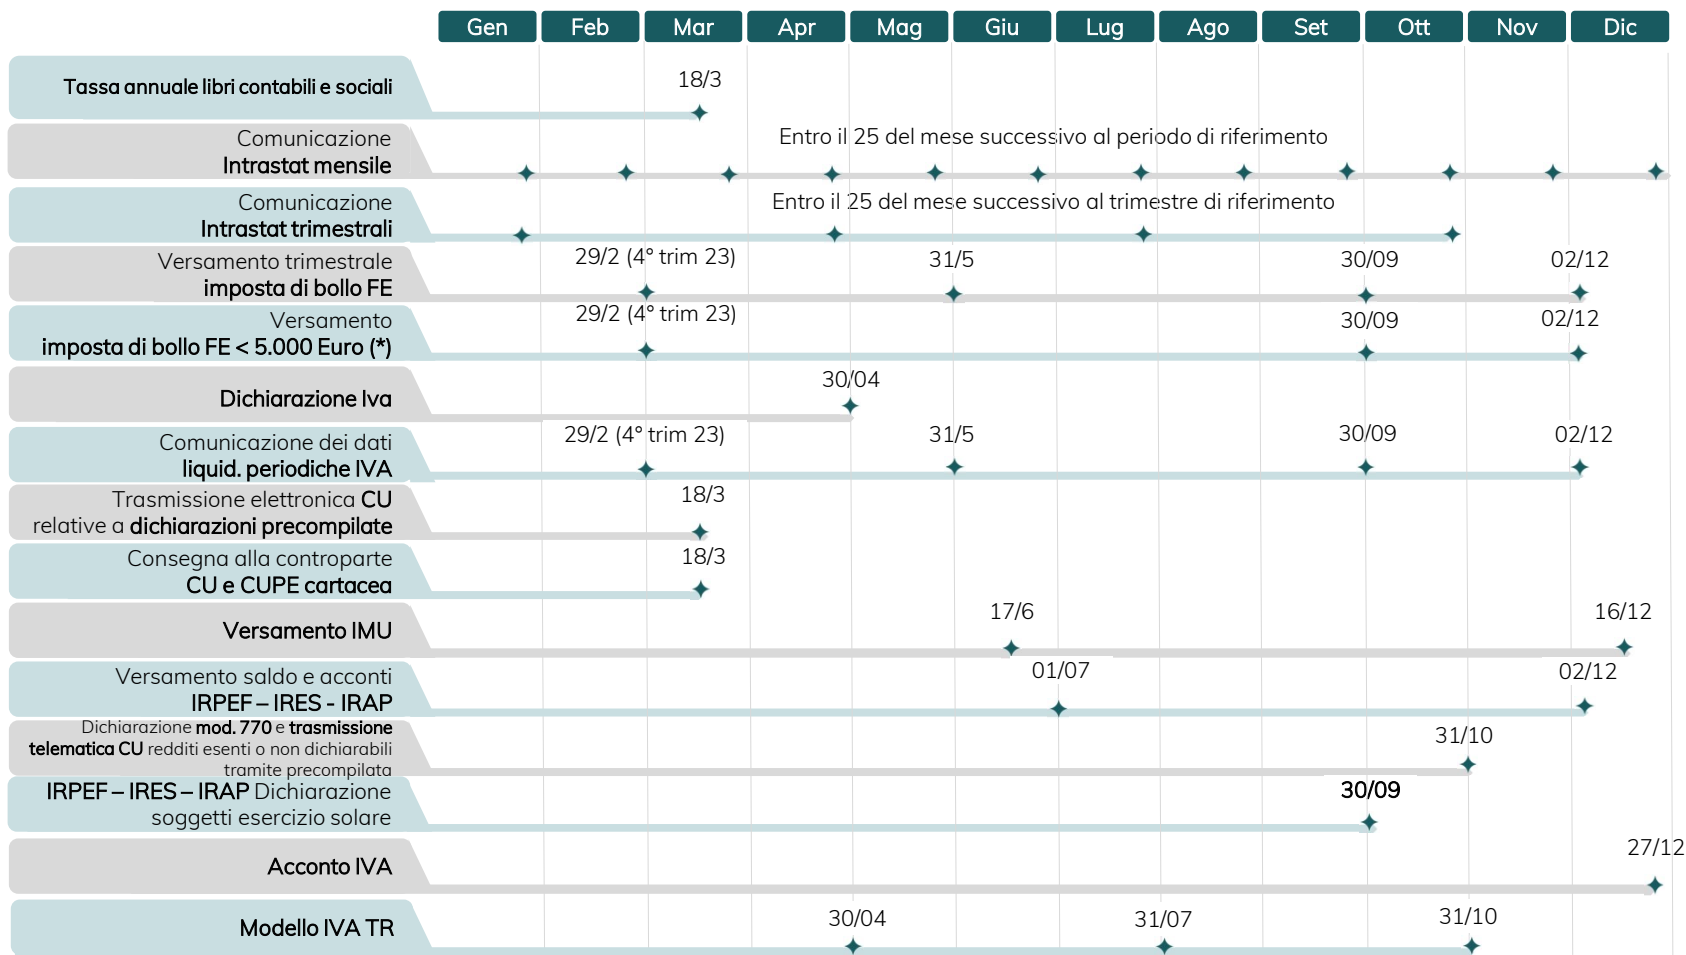 Gen Feb Mar Apr Mag Giu Lug Ago Set Ott Nov Dic
Tassa annuale libri contabili e sociali
18/3
Comunicazione
Intrastat mensile
Entro il 25 del mese successivo al periodo di riferimento
Comunicazione
Intrastat trimestrali
Entro il 25 del mese successivo al trimestre di riferimento
Versamento trimestrale
imposta di bollo FE
29/2 (4° trim 23) 31/5 30/09 02/12
Versamento
imposta di bollo FE < 5.000 Euro (*)
29/2 (4° trim 23) 30/09 02/12
Dichiarazione Iva
30/04
Comunicazione dei dati
liquid. periodiche IVA
29/2 (4° trim 23) 31/5 30/09 02/12
Trasmissione elettronica CU
relative a dichiarazioni precompilate
18/3
Consegna alla controparte
CU e CUPE cartacea
18/3
Versamento IMU
17/6 16/12
Versamento saldo e acconti
IRPEF – IRES - IRAP
01/07 02/12
Dichiarazione mod. 770 e trasmissione
telematica CU redditi esenti o non dichiarabili
tramite precompilata
31/10
IRPEF – IRES – IRAP Dichiarazione
soggetti esercizio solare
30/09
Acconto IVA
27/12
Modello IVA TR
30/04 31/07 31/10